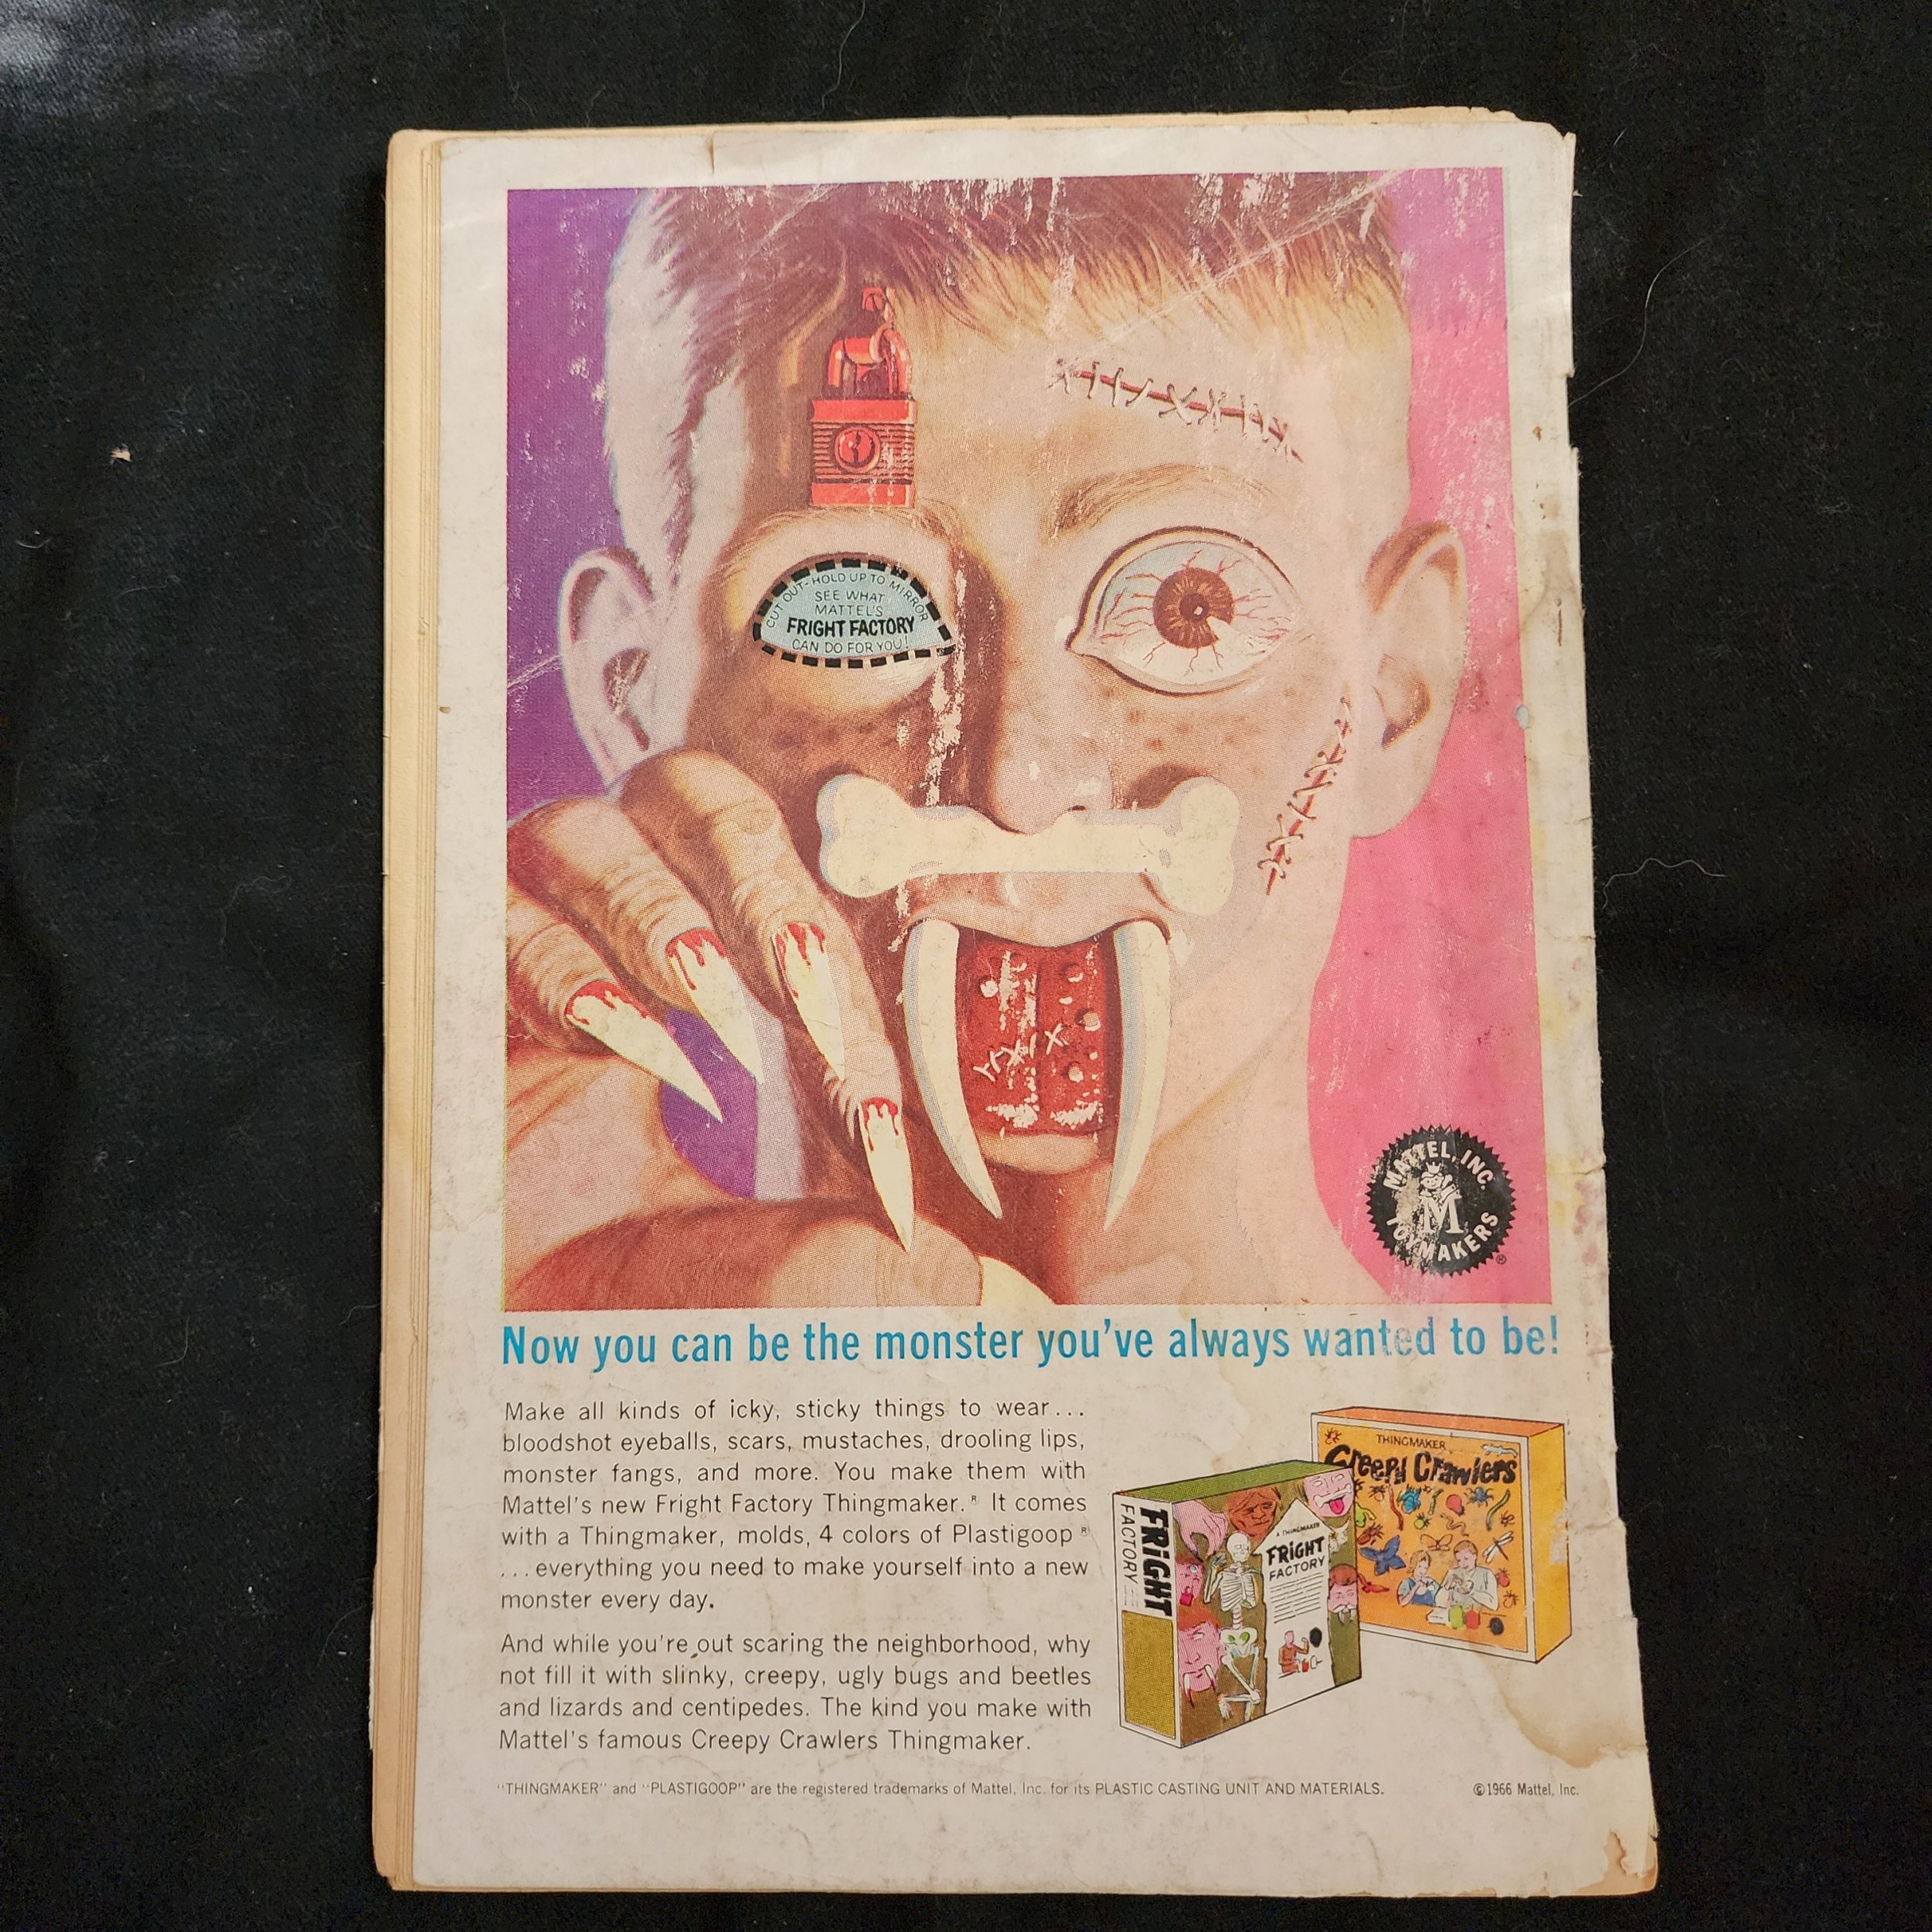 CUT OUT-HOLD UP TO MIRROR
SEE WHAT
MATTEL'S
FRIGHT FACTORY
CAN DO FOR YOU!
MATTEL, INC.
M
TOYMAKERS
®
Now you can be the monster you've always wanted to be!
Make all kinds of icky, sticky things to wear...
bloodshot eyeballs, scars, mustaches, drooling lips,
monster fangs, and more. You make them with
Mattel's new Fright Factory Thingmaker.® It comes
with a Thingmaker, molds, 4 colors of Plastigoop®
...everything you need to make yourself into a new
monster every day.
And while you're out scaring the neighborhood, why
not fill it with slinky, creepy, ugly bugs and beetles
and lizards and centipedes. The kind you make with
Mattel's famous Creepy Crawlers Thingmaker.
THINGMAKER
Creepy Crawlers
FRIGHT
FACTORY
A THINGMAKER
FRIGHT
FACTORY
"THINGMAKER" and "PLASTIGOOP" are the registered trademarks of Mattel, Inc. for its PLASTIC CASTING UNIT AND MATERIALS.
©1966 Mattel, Inc.